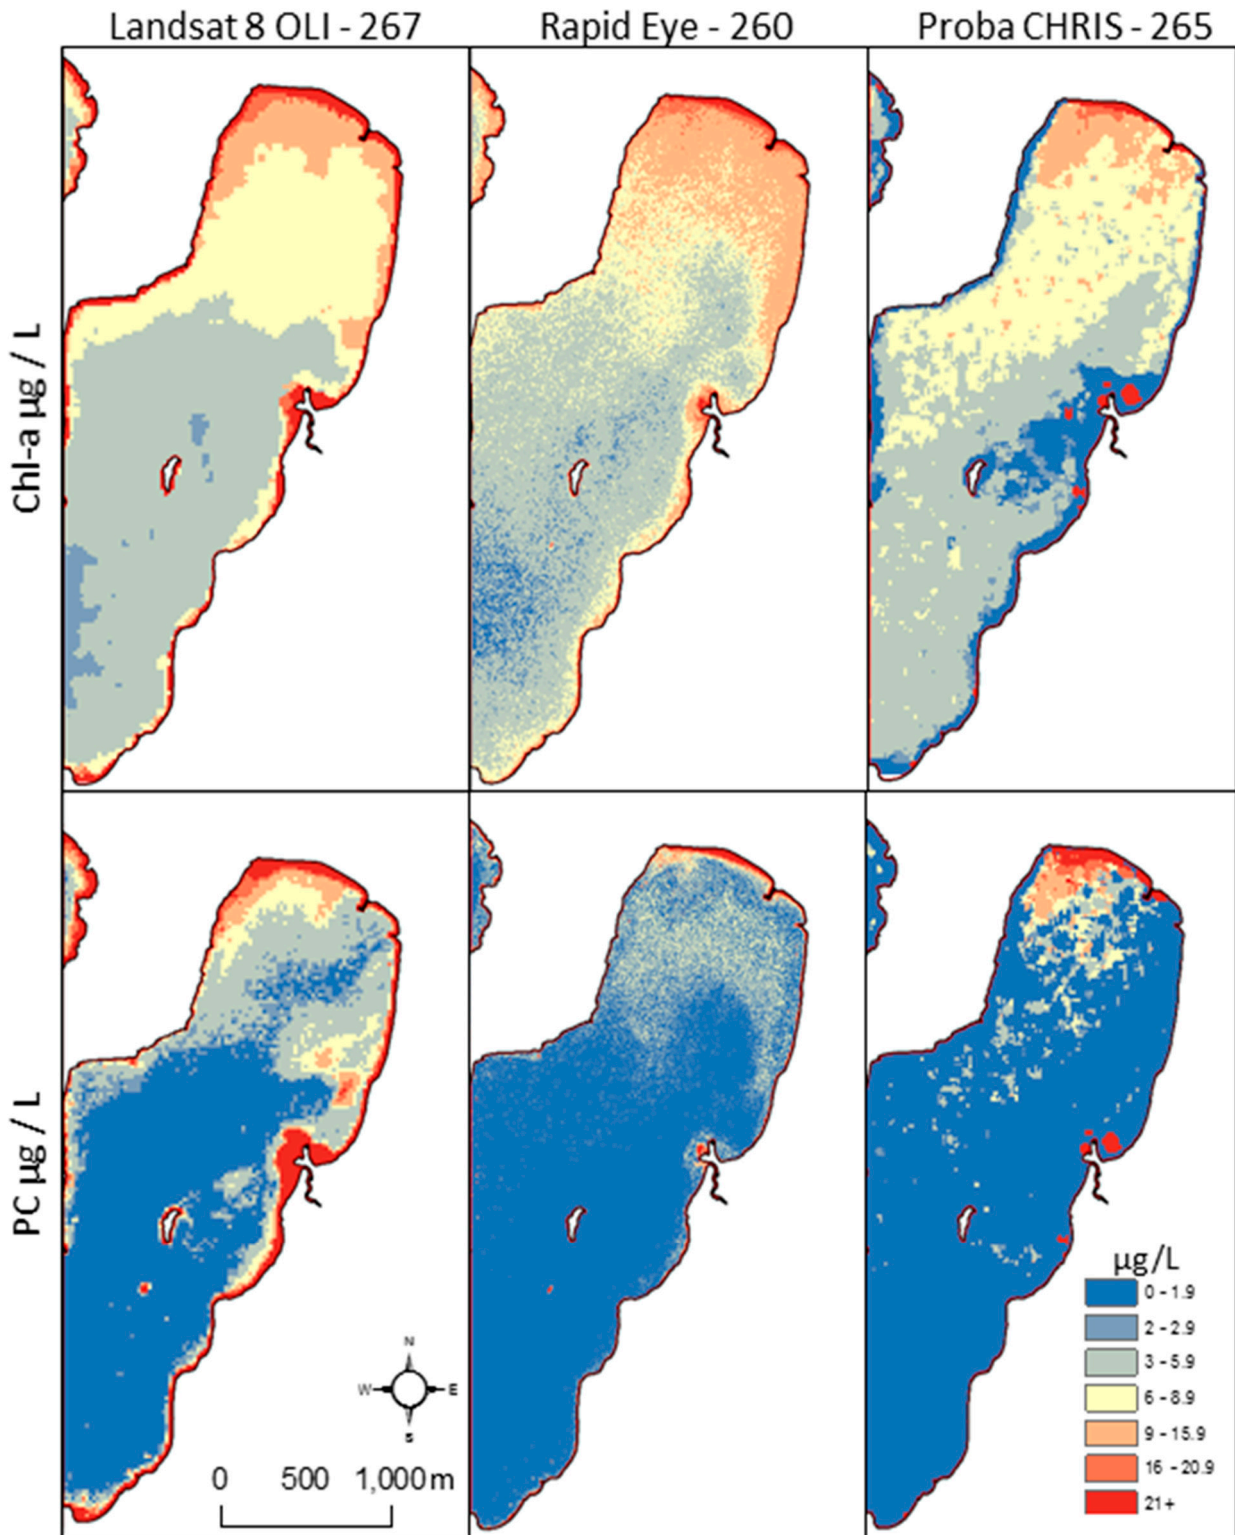 Landsat 8 OLI - 267
Rapid Eye - 260
Proba CHRIS - 265
Chl-a µg / L
PC µg / L
N
W E
S
0 500 1,000 m
µg/L
0 - 1.9
2 - 2.9
3 - 5.9
6 - 8.9
9 - 15.9
16 - 20.9
21+